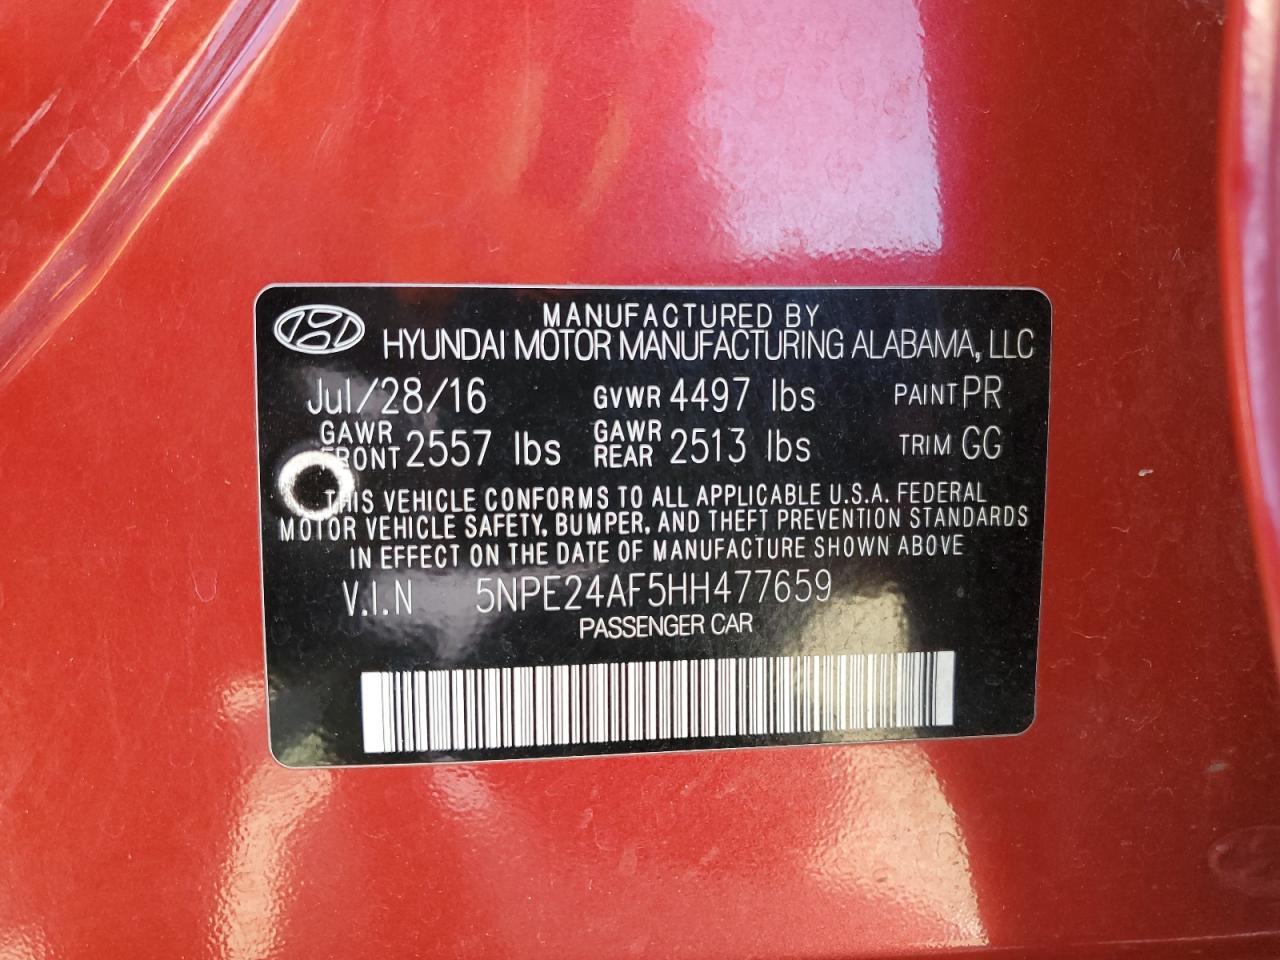 MANUFACTURED BY
HYUNDAI MOTOR MANUFACTURING ALABAMA, LLC
Jul/28/16 GVWR 4497 lbs PAINT PR
GAWR FRONT 2557 lbs GAWR REAR 2513 lbs TRIM GG
THIS VEHICLE CONFORMS TO ALL APPLICABLE U.S.A. FEDERAL
MOTOR VEHICLE SAFETY, BUMPER, AND THEFT PREVENTION STANDARDS
IN EFFECT ON THE DATE OF MANUFACTURE SHOWN ABOVE
V.I.N 5NPE24AF5HH477659
PASSENGER CAR